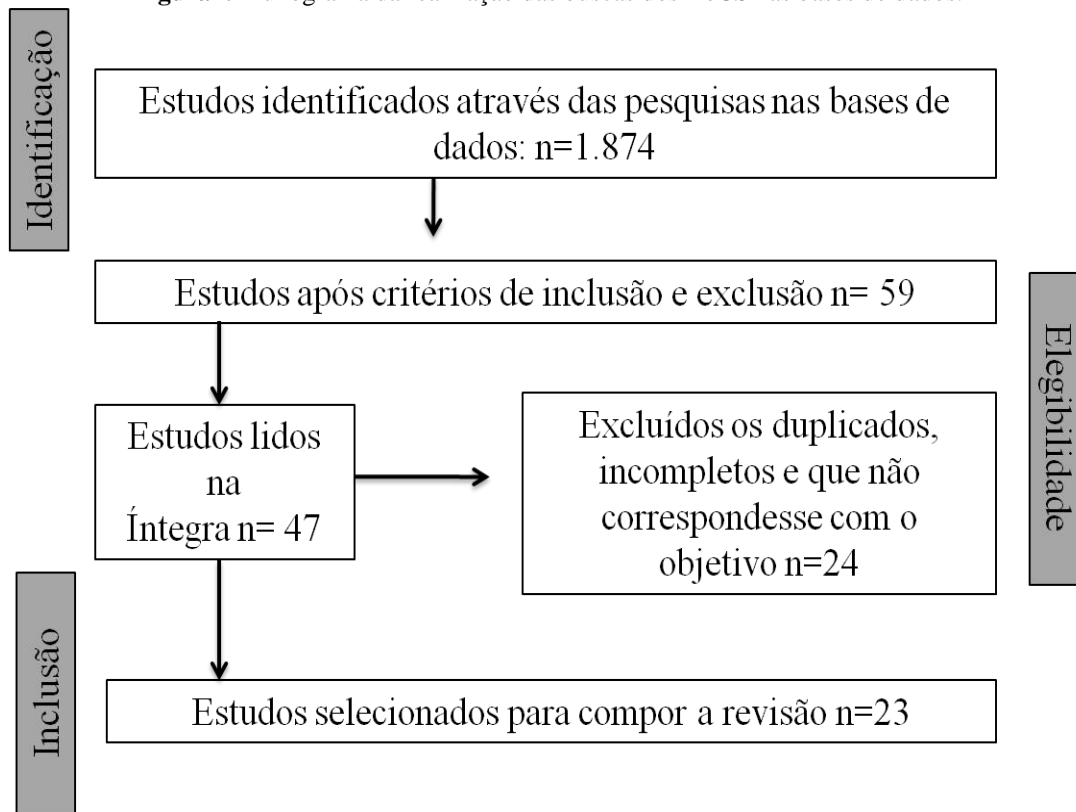 Identificação
Estudos identificados através das pesquisas nas bases de
dados: n=1.874
Estudos após critérios de inclusão e exclusão n= 59
Elegibilidade
Estudos lidos
na
Íntegra n= 47
Excluídos os duplicados,
incompletos e que não
correspondesse com o
objetivo n=24
Inclusão
Estudos selecionados para compor a revisão n=23